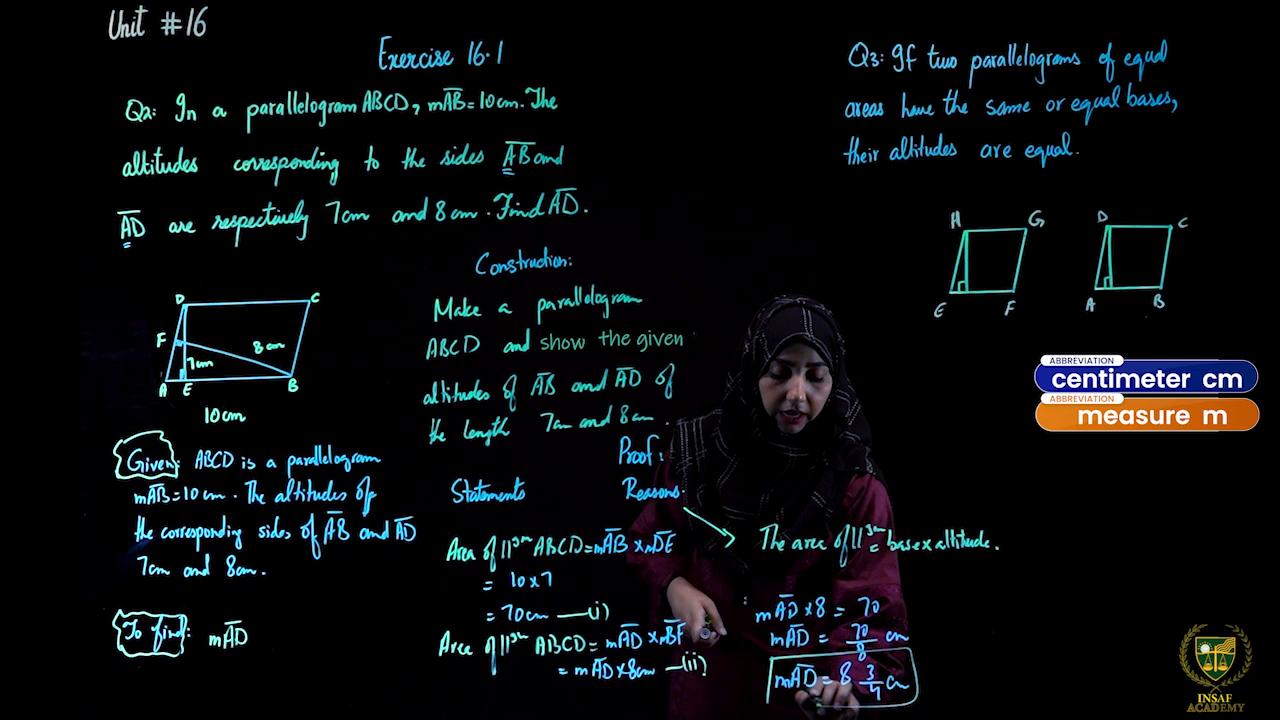 Unit #16
Exercise 16.1
Q2: In a parallelogram ABCD, mAB = 10cm. The
altitudes corresponding to the sides AB and
AD are respectively 7cm and 8cm. Find AD.
D C
F
8cm
7cm
A E B
10cm
Given: ABCD is a parallelogram
mAB = 10cm. The altitudes of
the corresponding sides of AB and AD
7cm and 8cm.
To find: mAD
Construction:
Make a parallelogram
ABCD and show the given
altitudes of AB and AD of
the length 7cm and 8cm.
Proof:
Statements Reasons.
Area of ||gm ABCD = mAB × mDE
= 10×7
= 70cm —(i)
Area of ||gm ABCD = mAD × mBF
= mAD × 8cm —(ii)
The area of ||gm = base x altitude.
mAD × 8 = 70
mAD = 70/8 cm
mAD = 8 3/4 cm
Q3: If two parallelograms of equal
areas have the same or equal bases,
their altitudes are equal.
H G D C
E F A B
ABBREVIATION
centimeter cm
ABBREVIATION
measure m
INSAF
ACADEMY